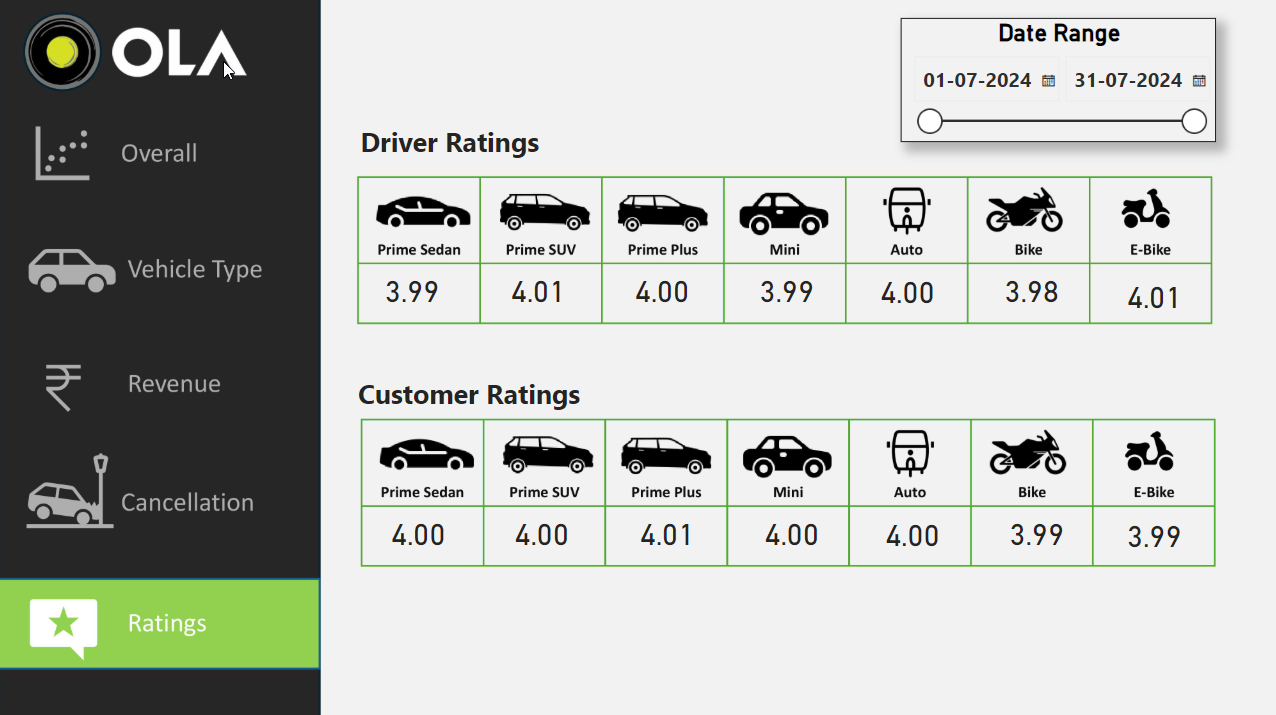 OLA
Overall
Vehicle Type
Revenue
Cancellation
Ratings
Date Range
01-07-2024 31-07-2024
Driver Ratings
Prime Sedan Prime SUV Prime Plus Mini Auto Bike E-Bike
3.99 4.01 4.00 3.99 4.00 3.98 4.01
Customer Ratings
Prime Sedan Prime SUV Prime Plus Mini Auto Bike E-Bike
4.00 4.00 4.01 4.00 4.00 3.99 3.99